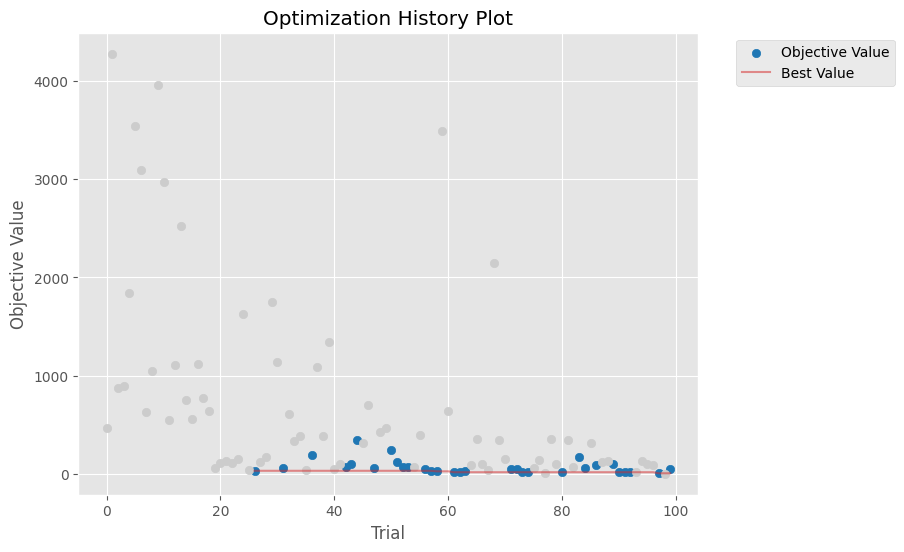 Optimization History Plot
Objective Value
Best Value
4000
3000
2000
1000
0
Objective Value
0
20
40
60
80
100
Trial